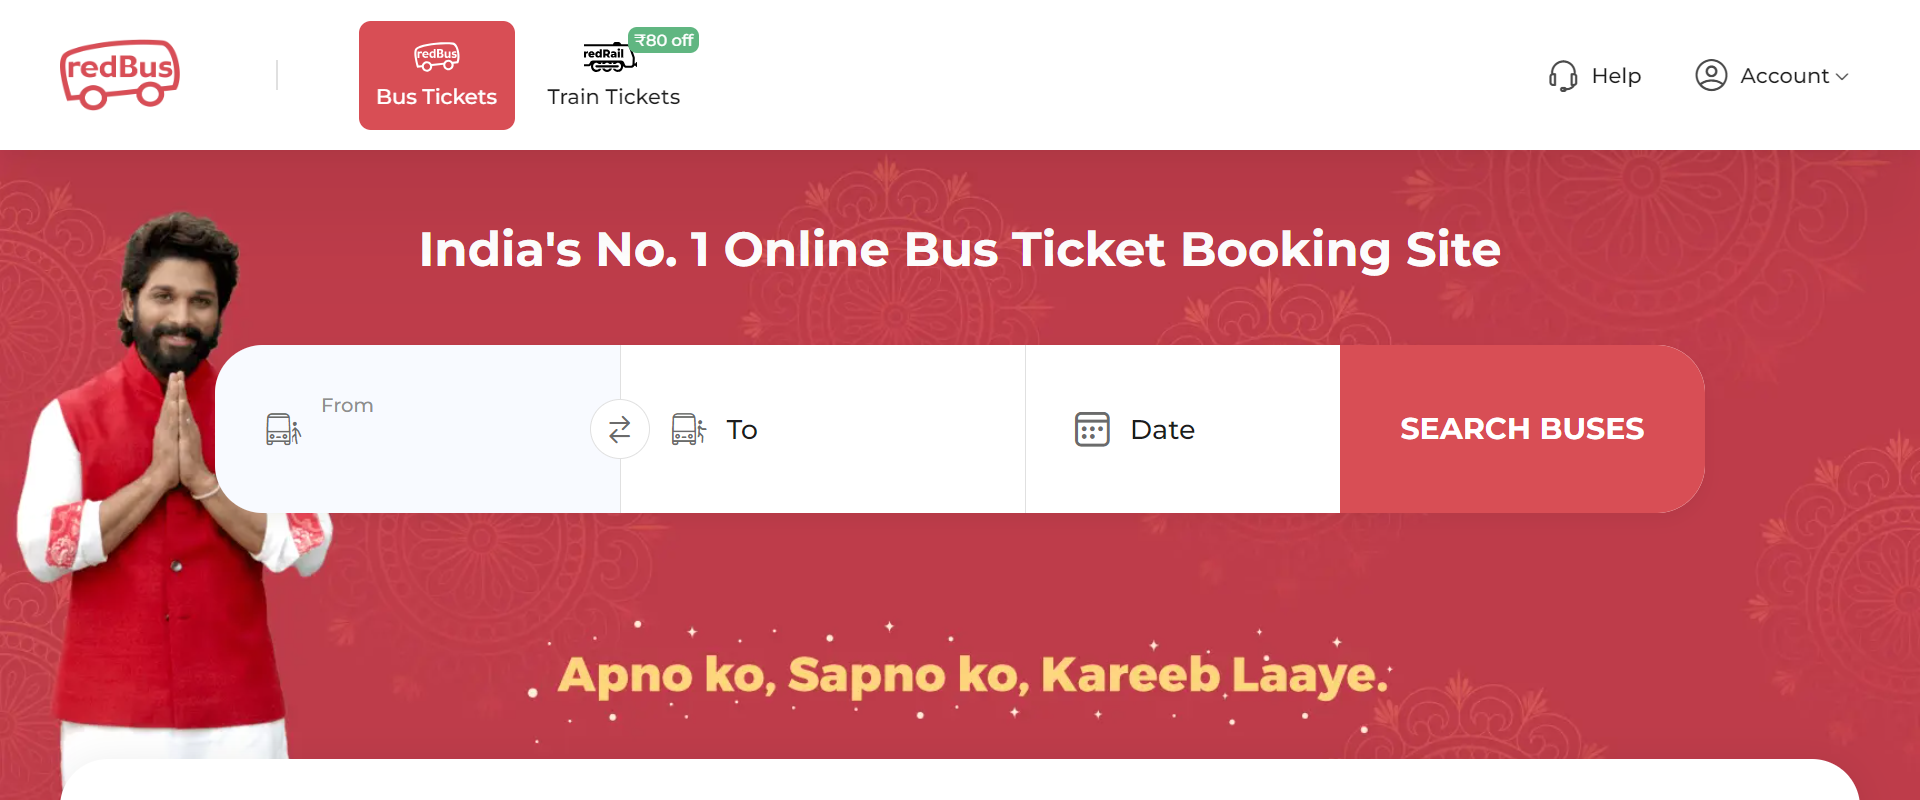 redBus
redBus
Bus Tickets
redRail
₹80 off
Train Tickets
Help
Account
India's No. 1 Online Bus Ticket Booking Site
From
To
Date
SEARCH BUSES
Apno ko, Sapno ko, Kareeb Laaye.